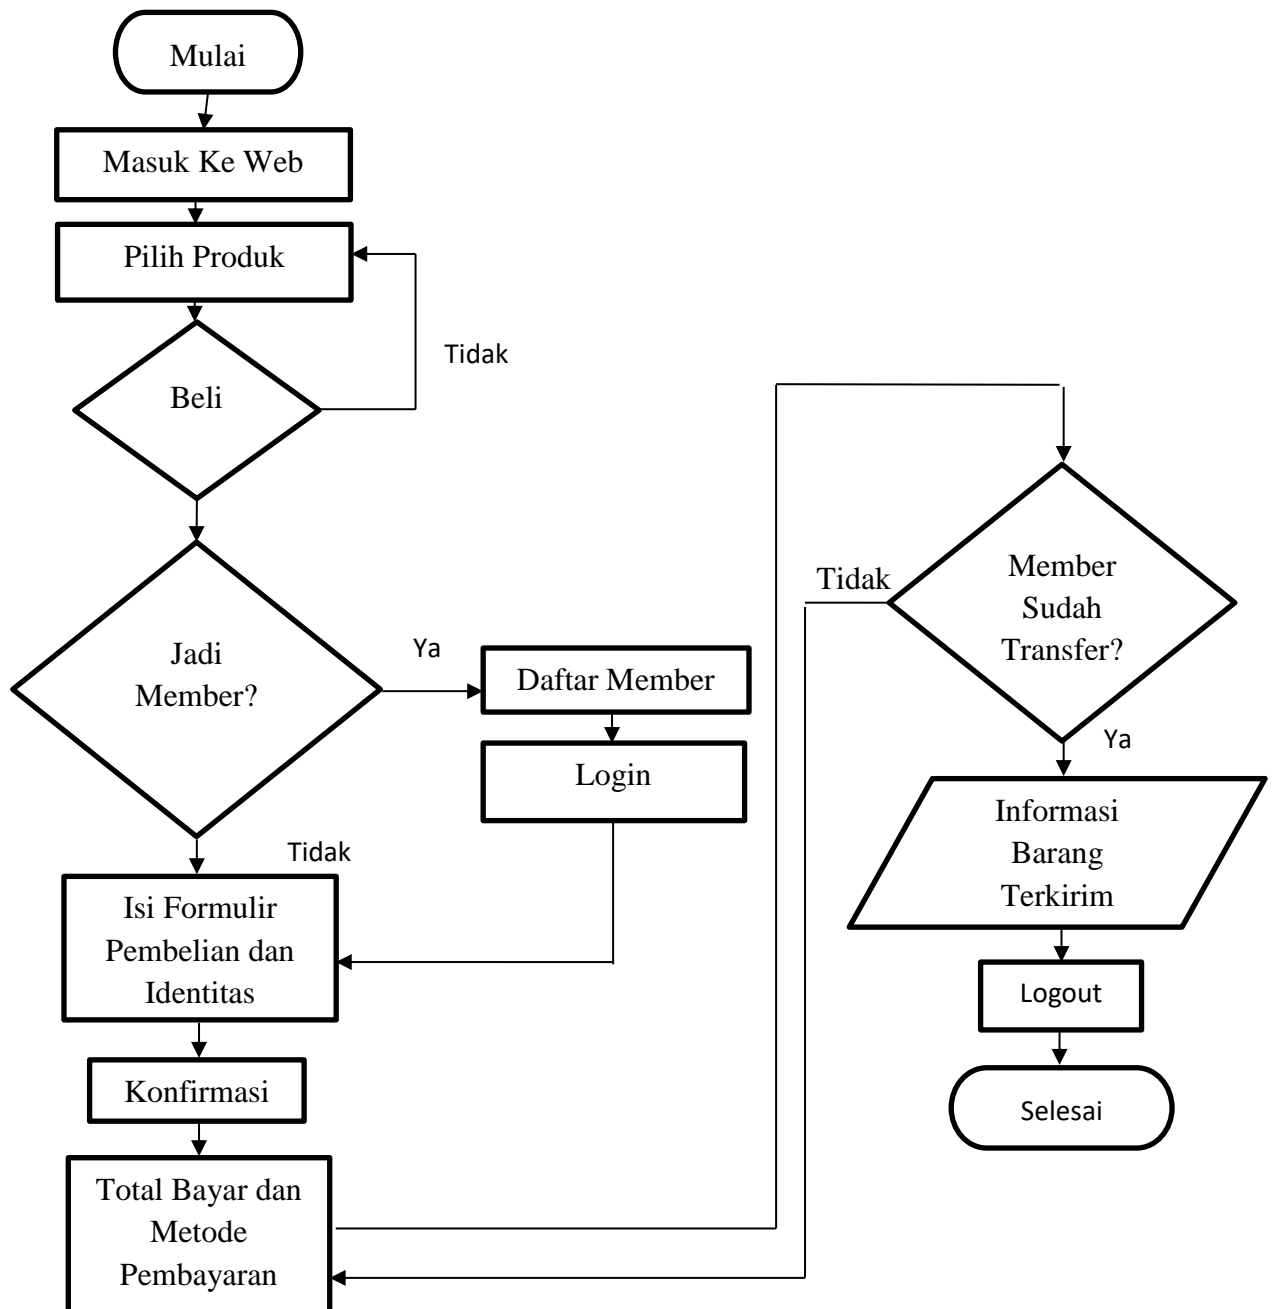 Mulai
Masuk Ke Web
Pilih Produk
Tidak
Beli
Jadi
Member?
Ya
Daftar Member
Login
Tidak
Isi Formulir
Pembelian dan
Identitas
Konfirmasi
Total Bayar dan
Metode
Pembayaran
Member
Sudah
Transfer?
Tidak
Ya
Informasi
Barang
Terkirim
Logout
Selesai